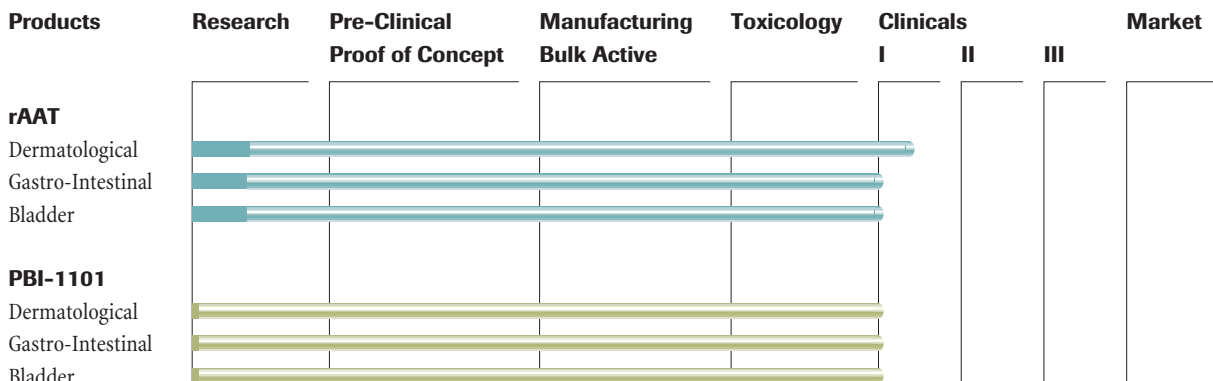 Products Research Pre-Clinical Manufacturing Toxicology Clinicals Market
Proof of Concept Bulk Active I II III
rAAT
Dermatological
Gastro-Intestinal
Bladder
PBI-1101
Dermatological
Gastro-Intestinal
Bladder